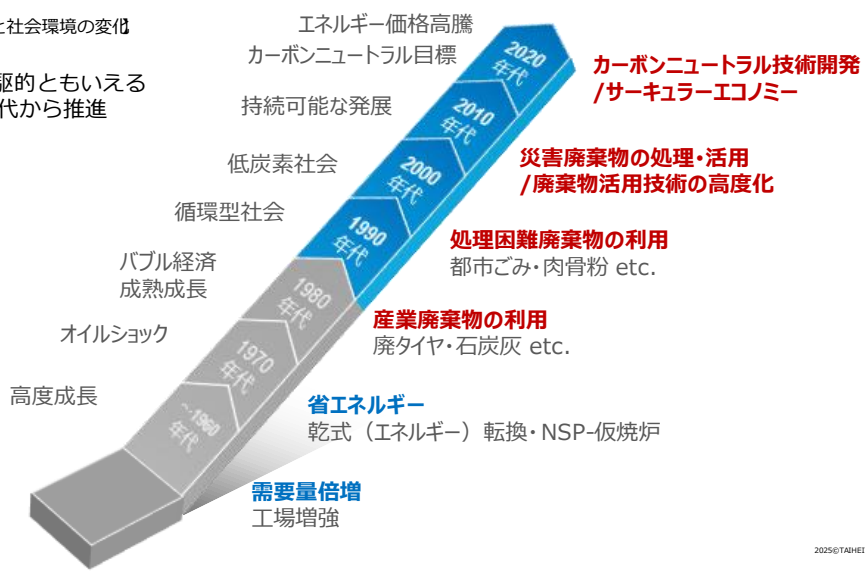 と社会環境の変化】
駆的ともいえる
代から推進
エネルギー価格高騰
カーボンニュートラル目標
持続可能な発展
低炭素社会
循環型社会
バブル経済
成熟成長
オイルショック
高度成長
2020
年代
2010
年代
2000
年代
1990
年代
1980
年代
1970
年代
~1960
年代
カーボンニュートラル技術開発
/サーキュラーエコノミー
災害廃棄物の処理・活用
/廃棄物活用技術の高度化
処理困難廃棄物の利用
都市ごみ・肉骨粉 etc.
産業廃棄物の利用
廃タイヤ・石炭灰 etc.
省エネルギー
乾式（エネルギー）転換・NSP-仮焼炉
需要量倍増
工場増強
2025©TAIHEI